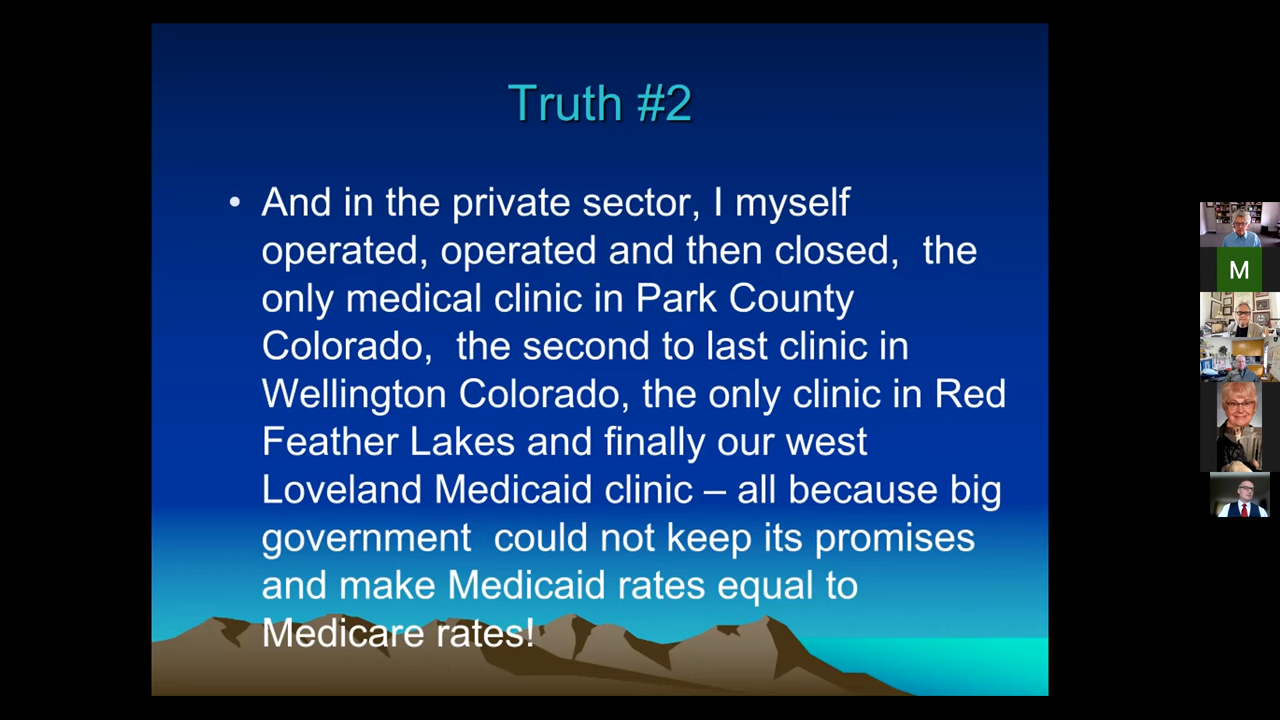 Truth #2
• And in the private sector, I myself
operated, operated and then closed,  the
only medical clinic in Park County
Colorado,  the second to last clinic in
Wellington Colorado, the only clinic in Red
Feather Lakes and finally our west
Loveland Medicaid clinic – all because big
government  could not keep its promises
and make Medicaid rates equal to
Medicare rates!
M